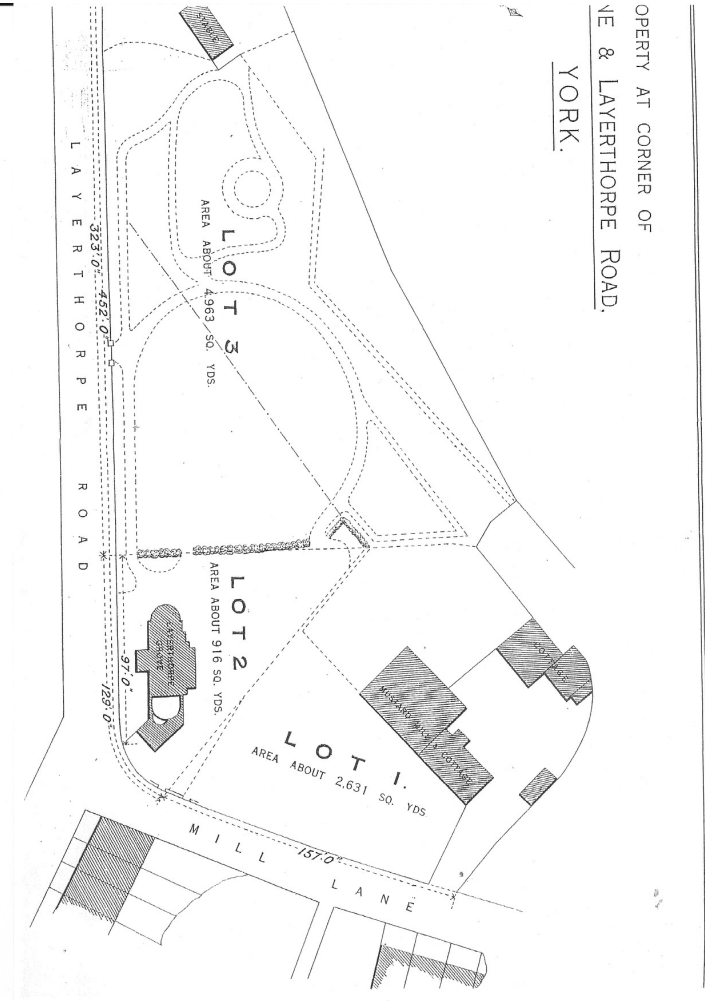 OPERTY AT CORNER OF
NE & LAYERTHORPE ROAD.
YORK.
STABLE
LOT 3
AREA ABOUT 4.963 SQ. YDS.
323'.0"
452'.0"
LAYERTHORPE ROAD
LOT 2
AREA ABOUT 916 SQ. YDS.
LAYERTHORPE
GROVE
97'.0"
129'.0"
COTTAGE
LOT 1.
AREA ABOUT 2,631 SQ. YDS
MILL LANE
157'.0"